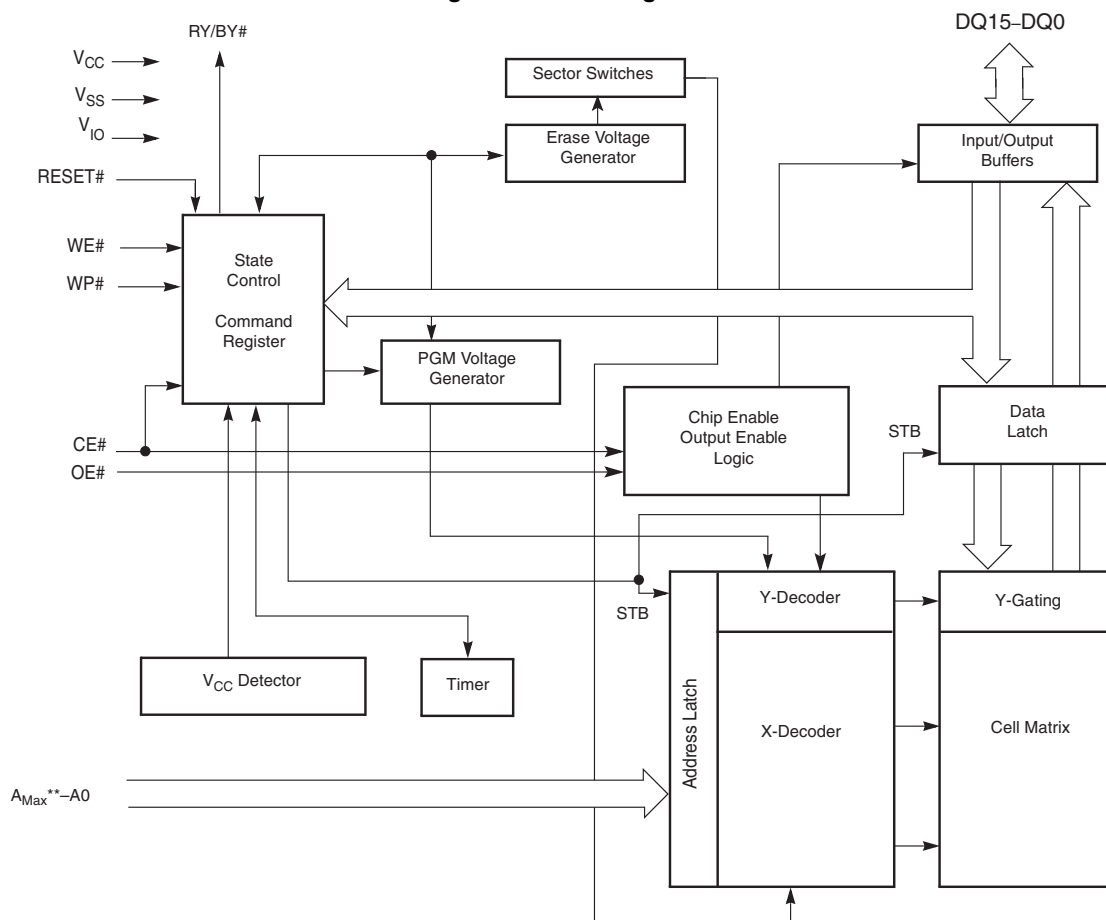 DQ15–DQ0
RY/BY#
VCC
VSS
VIO
RESET#
WE#
WP#
CE#
OE#
AMax**–A0
Sector Switches
Erase Voltage
Generator
Input/Output
Buffers
State
Control
Command
Register
PGM Voltage
Generator
Chip Enable
Output Enable
Logic
STB
Data
Latch
STB
Y-Decoder
Y-Gating
VCC Detector
Timer
Address Latch
X-Decoder
Cell Matrix